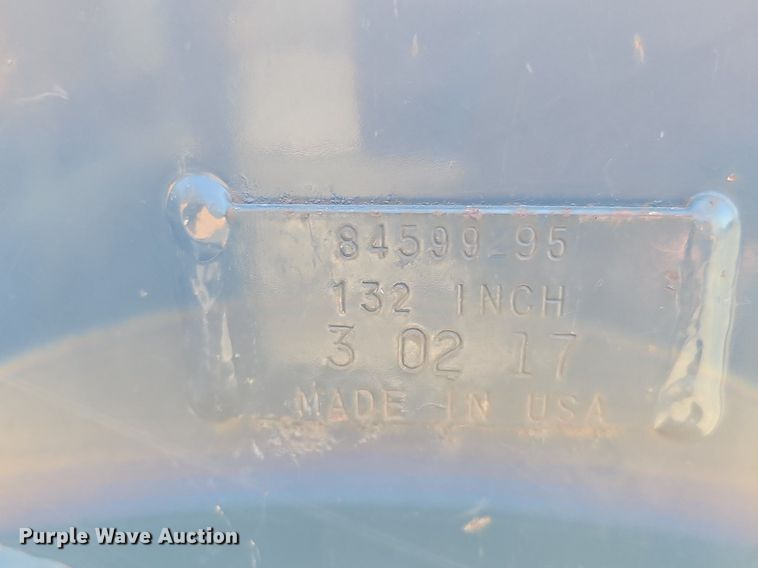 84599-95
132 INCH
3 02 17
MADE IN USA
Purple Wave Auction